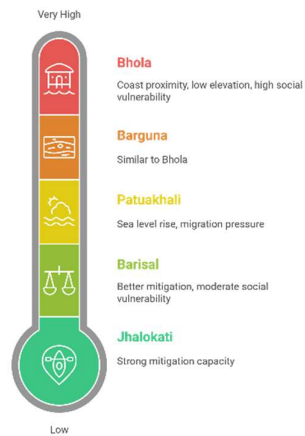 Very High
Bhola
Coast proximity, low elevation, high social
vulnerability
Barguna
Similar to Bhola
Patuakhali
Sea level rise, migration pressure
Barisal
Better mitigation, moderate social
vulnerability
Jhalokati
Strong mitigation capacity
Low